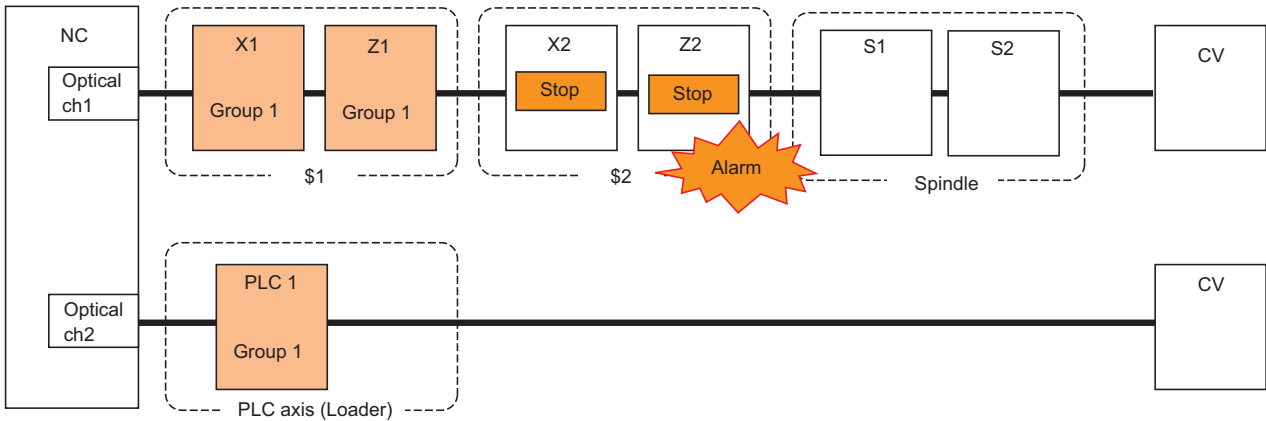 NC
Optical
ch1
X1
Group 1
Z1
Group 1
$1
X2
Stop
Z2
Stop
$2
Alarm
S1
S2
Spindle
CV
Optical
ch2
PLC 1
Group 1
PLC axis (Loader)
CV